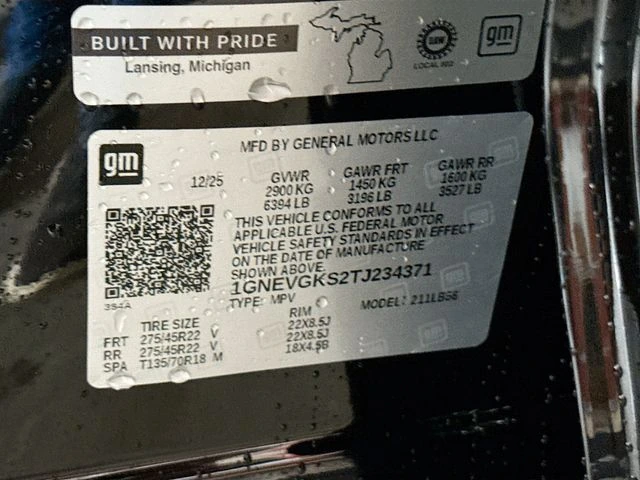 BUILT WITH PRIDE
Lansing, Michigan
UAW
gm
gm
MFD BY GENERAL MOTORS LLC
12/25
GVWR GAWR FRT GAWR RR
2900 KG 1450 KG 1600 KG
6394 LB 3196 LB 3527 LB
THIS VEHICLE CONFORMS TO ALL
APPLICABLE U.S. FEDERAL MOTOR
VEHICLE SAFETY STANDARDS IN EFFECT
ON THE DATE OF MANUFACTURE
SHOWN ABOVE
1GNEVGKS2TJ234371
TYPE: MPV MODEL: 211LB56
TIRE SIZE RIM
FRT 275/45R22 V 22X8.5J
RR 275/45R22 V 22X8.5J
SPA T135/70R18 M 18X4.5B